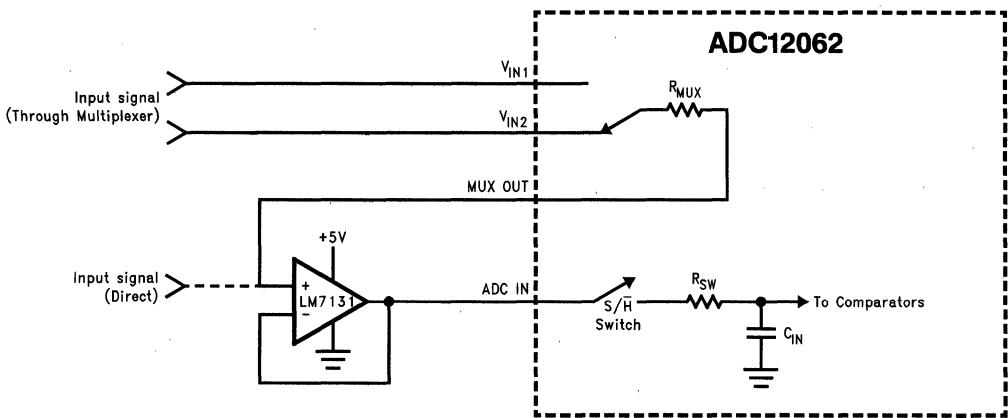 ADC12062
V_IN1
R_MUX
Input signal
(Through Multiplexer)
V_IN2
MUX OUT
+5V
Input signal
(Direct)
+
LM7131
−
ADC IN
S/H̅
Switch
R_SW
To Comparators
C_IN